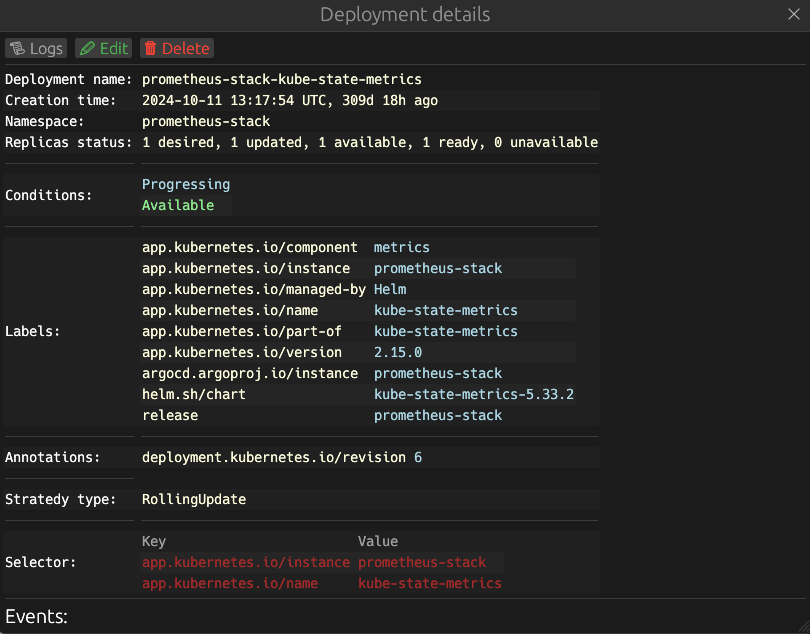 Deployment details
Logs Edit Delete
Deployment name: prometheus-stack-kube-state-metrics
Creation time: 2024-10-11 13:17:54 UTC, 309d 18h ago
Namespace: prometheus-stack
Replicas status: 1 desired, 1 updated, 1 available, 1 ready, 0 unavailable
Conditions: Progressing
Available
Labels:
app.kubernetes.io/component metrics
app.kubernetes.io/instance prometheus-stack
app.kubernetes.io/managed-by Helm
app.kubernetes.io/name kube-state-metrics
app.kubernetes.io/part-of kube-state-metrics
app.kubernetes.io/version 2.15.0
argocd.argoproj.io/instance prometheus-stack
helm.sh/chart kube-state-metrics-5.33.2
release prometheus-stack
Annotations: deployment.kubernetes.io/revision 6
Stratedy type: RollingUpdate
Selector:
Key Value
app.kubernetes.io/instance prometheus-stack
app.kubernetes.io/name kube-state-metrics
Events: